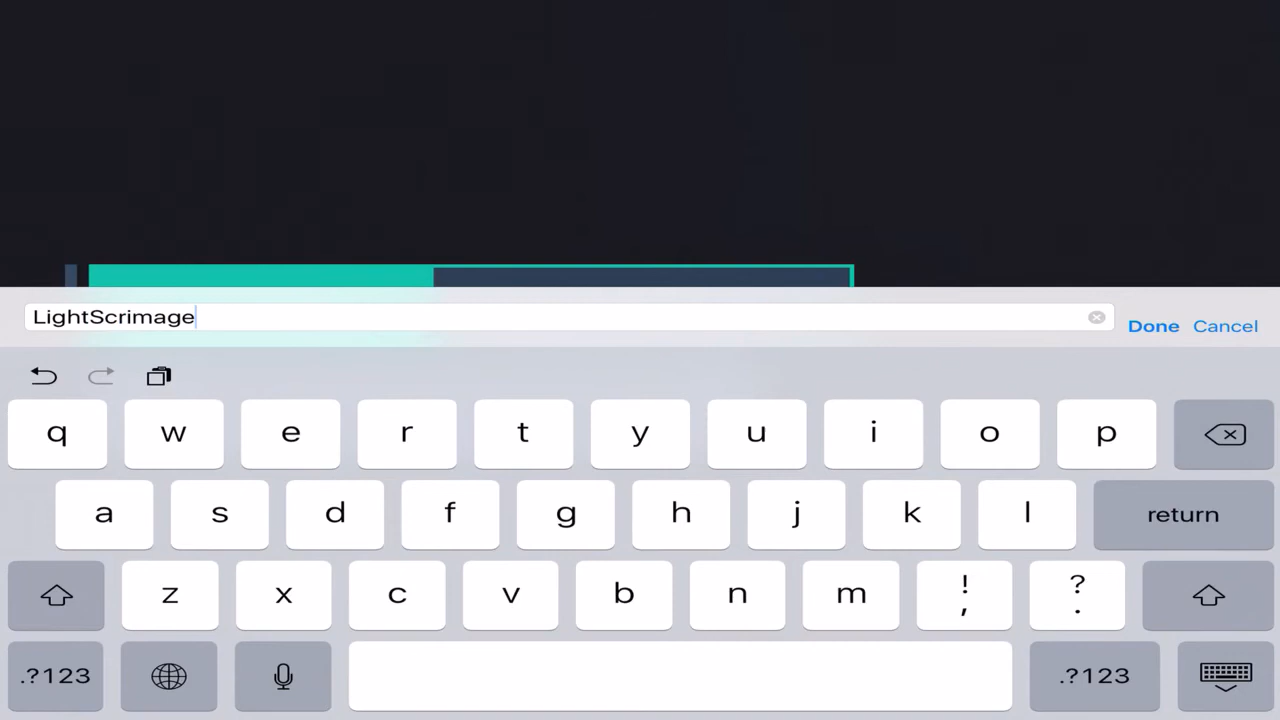 LightScrimage
Done Cancel
q w e r t y u i o p
a s d f g h j k l return
z x c v b n m ! , ? .
.?123 .?123